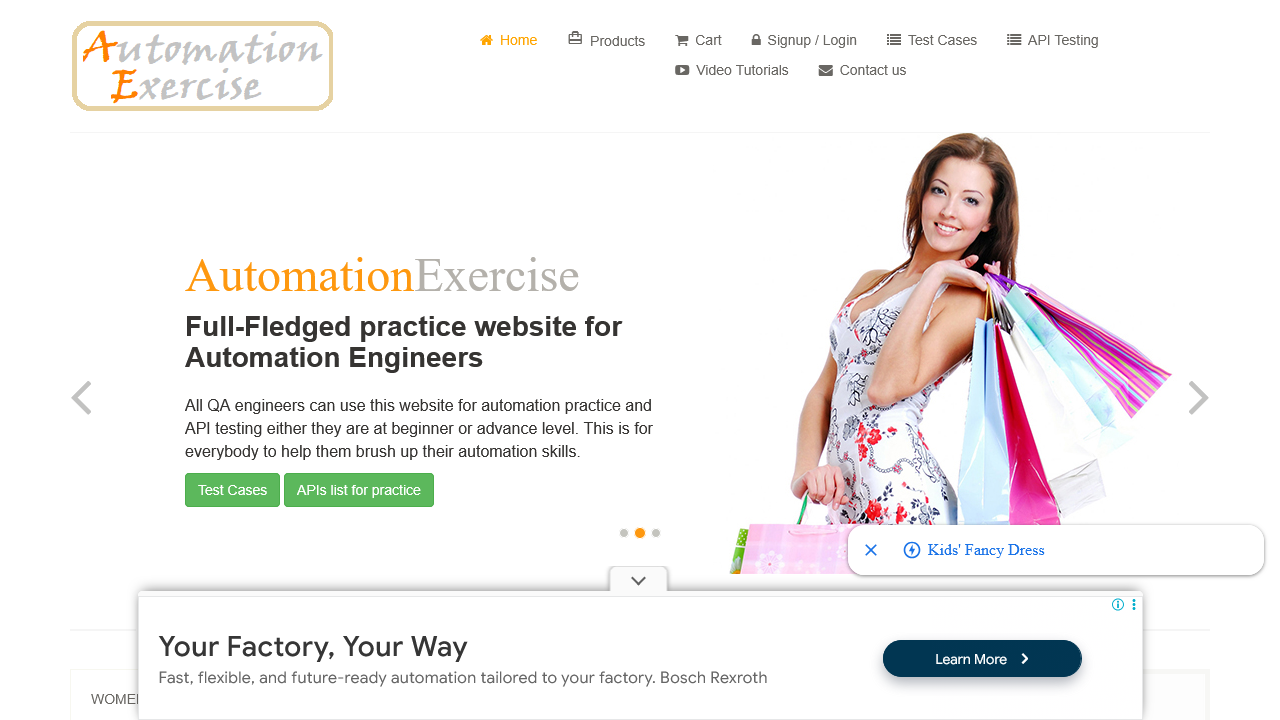 Automation
Exercise
Home
Products
Cart
Signup / Login
Test Cases
API Testing
Video Tutorials
Contact us
AutomationExercise
Full-Fledged practice website for
Automation Engineers
All QA engineers can use this website for automation practice and
API testing either they are at beginner or advance level. This is for
everybody to help them brush up their automation skills.
Test Cases
APIs list for practice
Kids' Fancy Dress
Your Factory, Your Way
Fast, flexible, and future-ready automation tailored to your factory. Bosch Rexroth
Learn More